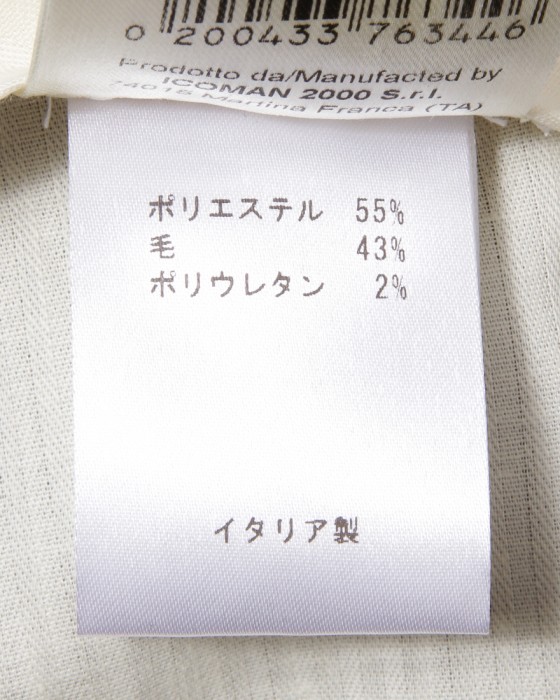 0 200433 763446
Prodotto da/Manufacted by
ICOMAN 2000 S.r.l.
74015 Martina Franca (TA)
ポリエステル 55%
毛 43%
ポリウレタン 2%
イタリア製